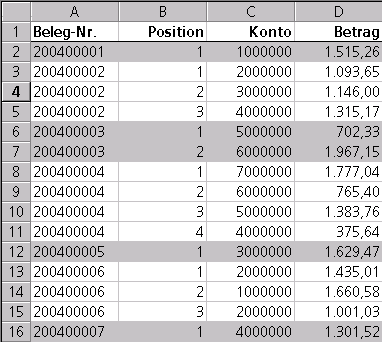 A B C D
1 Beleg-Nr. Position Konto Betrag
2 200400001 1 1000000 1.515,26
3 200400002 1 2000000 1.093,65
4 200400002 2 3000000 1.146,00
5 200400002 3 4000000 1.315,17
6 200400003 1 5000000 702,33
7 200400003 2 6000000 1.967,15
8 200400004 1 7000000 1.777,04
9 200400004 2 6000000 765,40
10 200400004 3 5000000 1.383,76
11 200400004 4 4000000 375,64
12 200400005 1 3000000 1.629,47
13 200400006 1 2000000 1.435,01
14 200400006 2 1000000 1.660,58
15 200400006 3 2000000 1.001,03
16 200400007 1 4000000 1.301,52